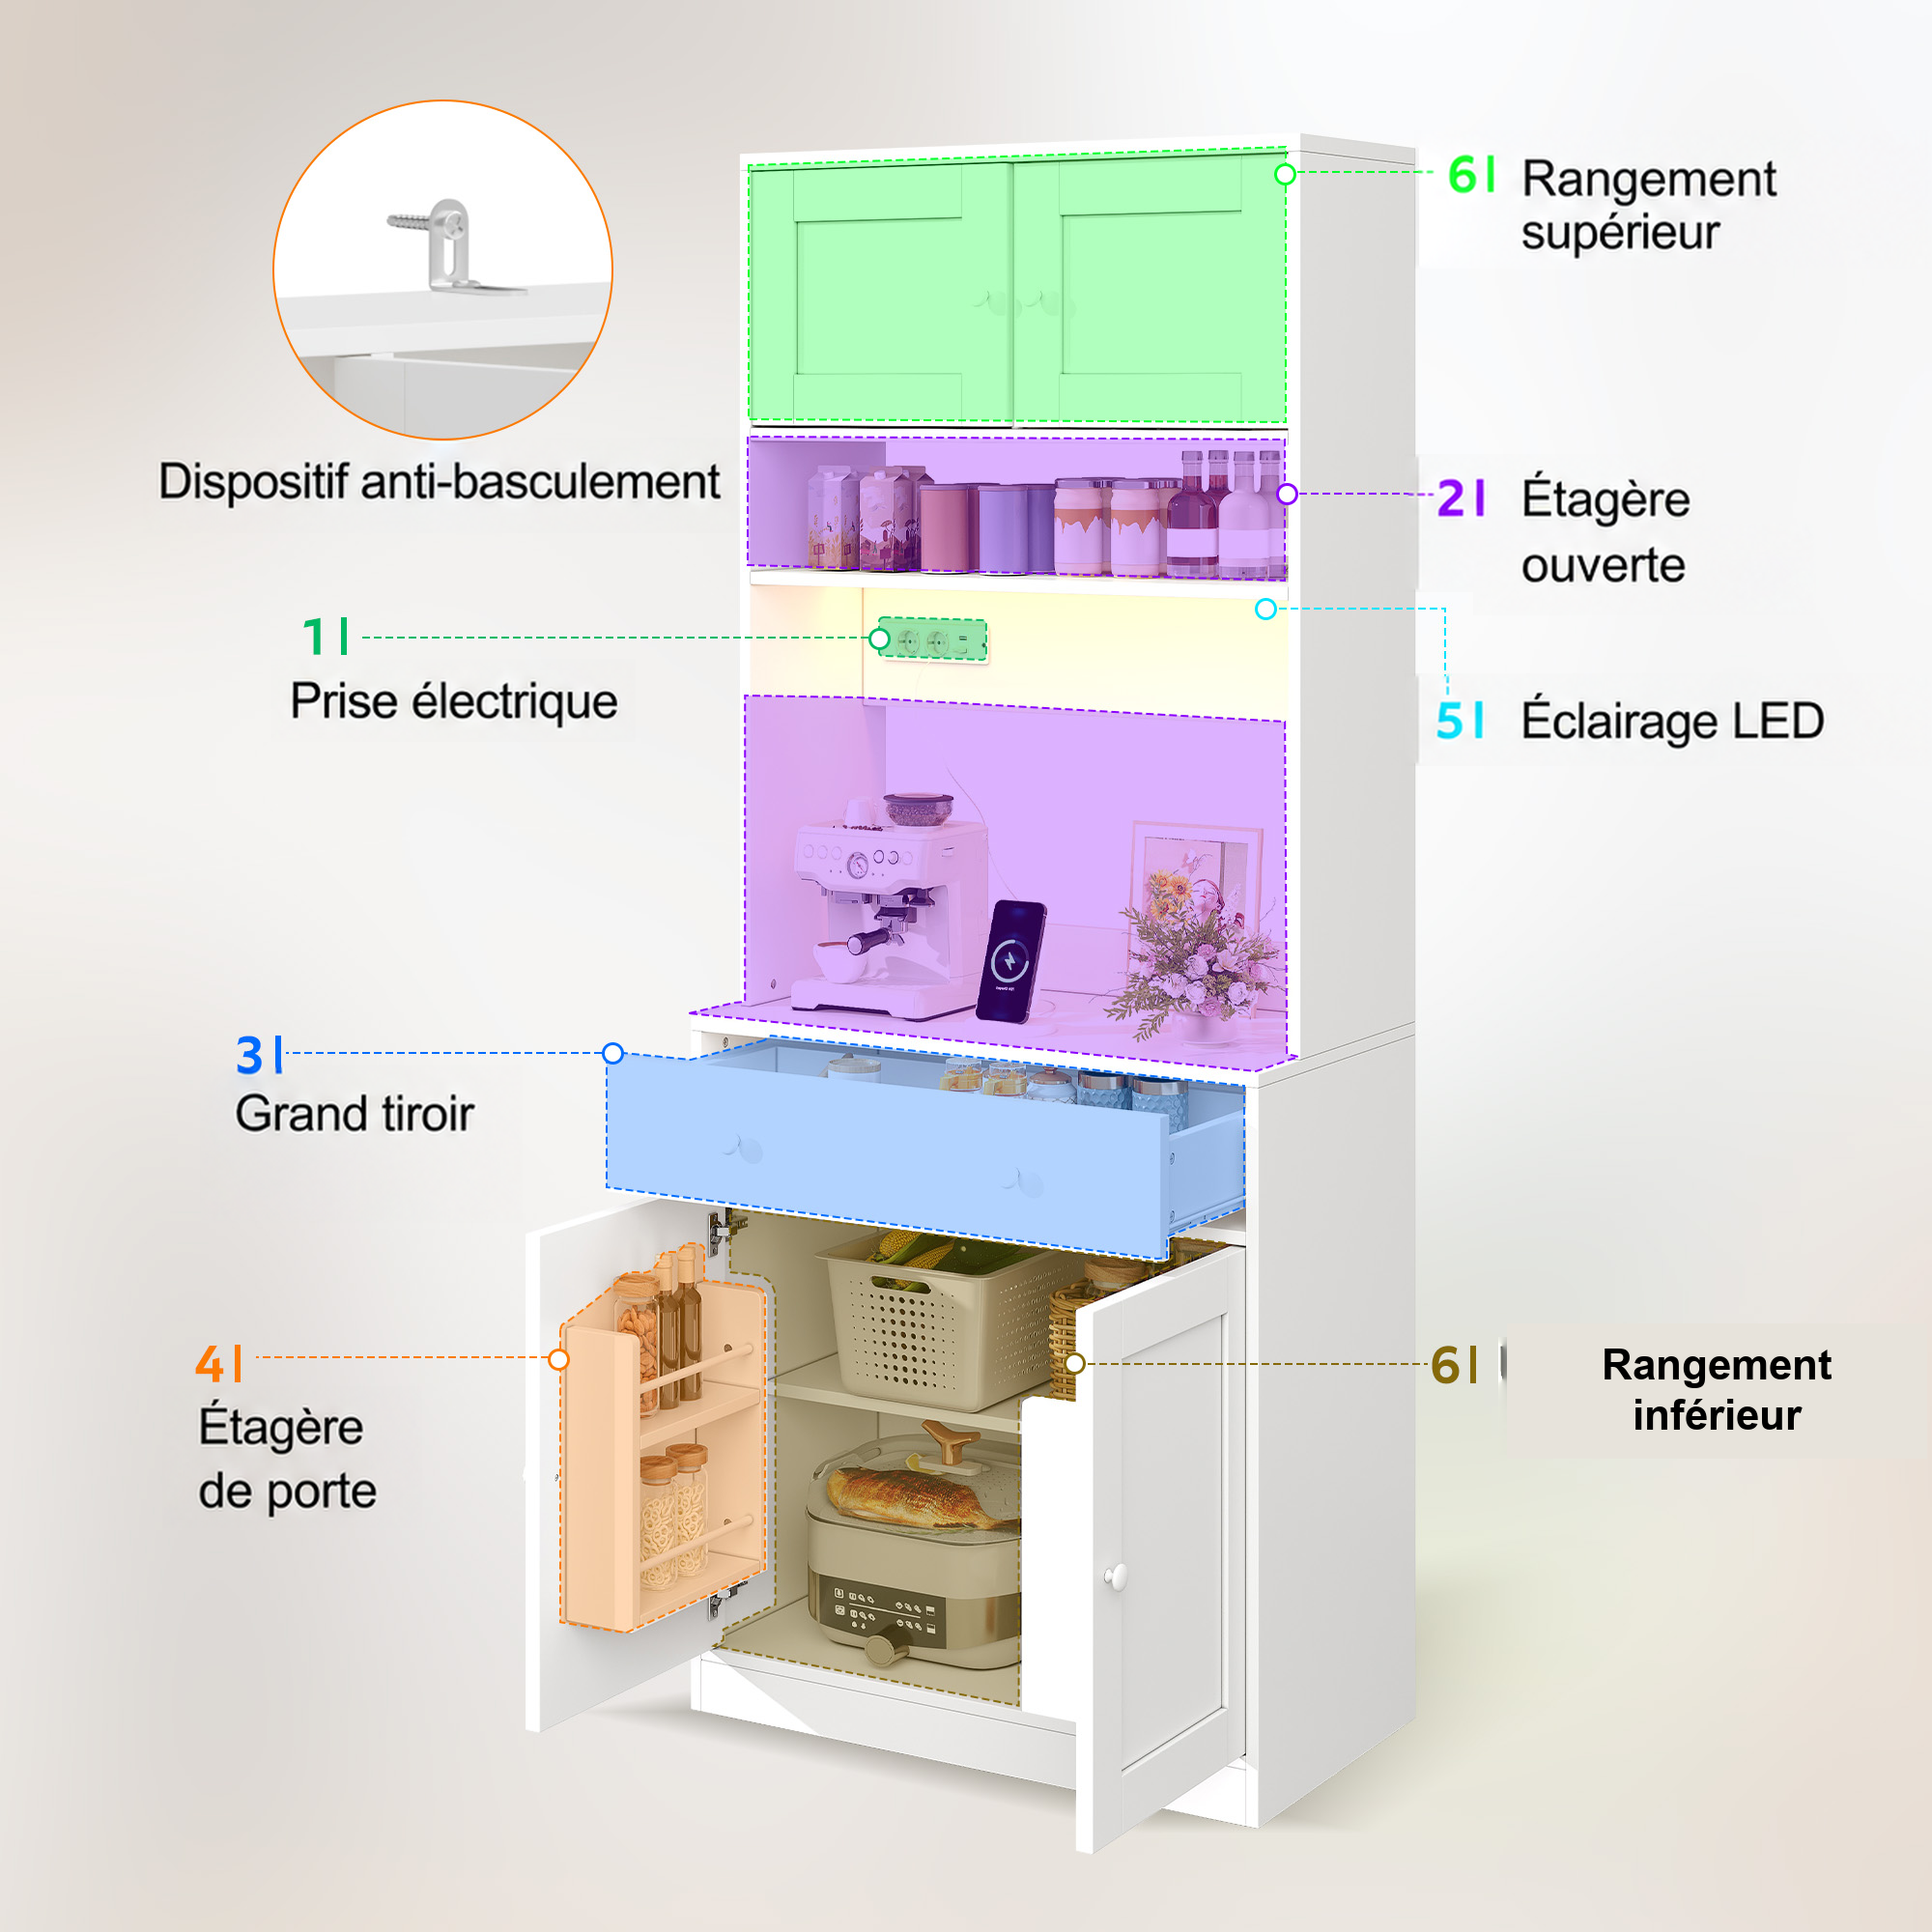 6 | Rangement
supérieur
Dispositif anti-basculement
2 | Étagère
ouverte
1 |
Prise électrique
5 | Éclairage LED
3 |
Grand tiroir
4 |
Étagère
de porte
6 | Rangement
inférieur